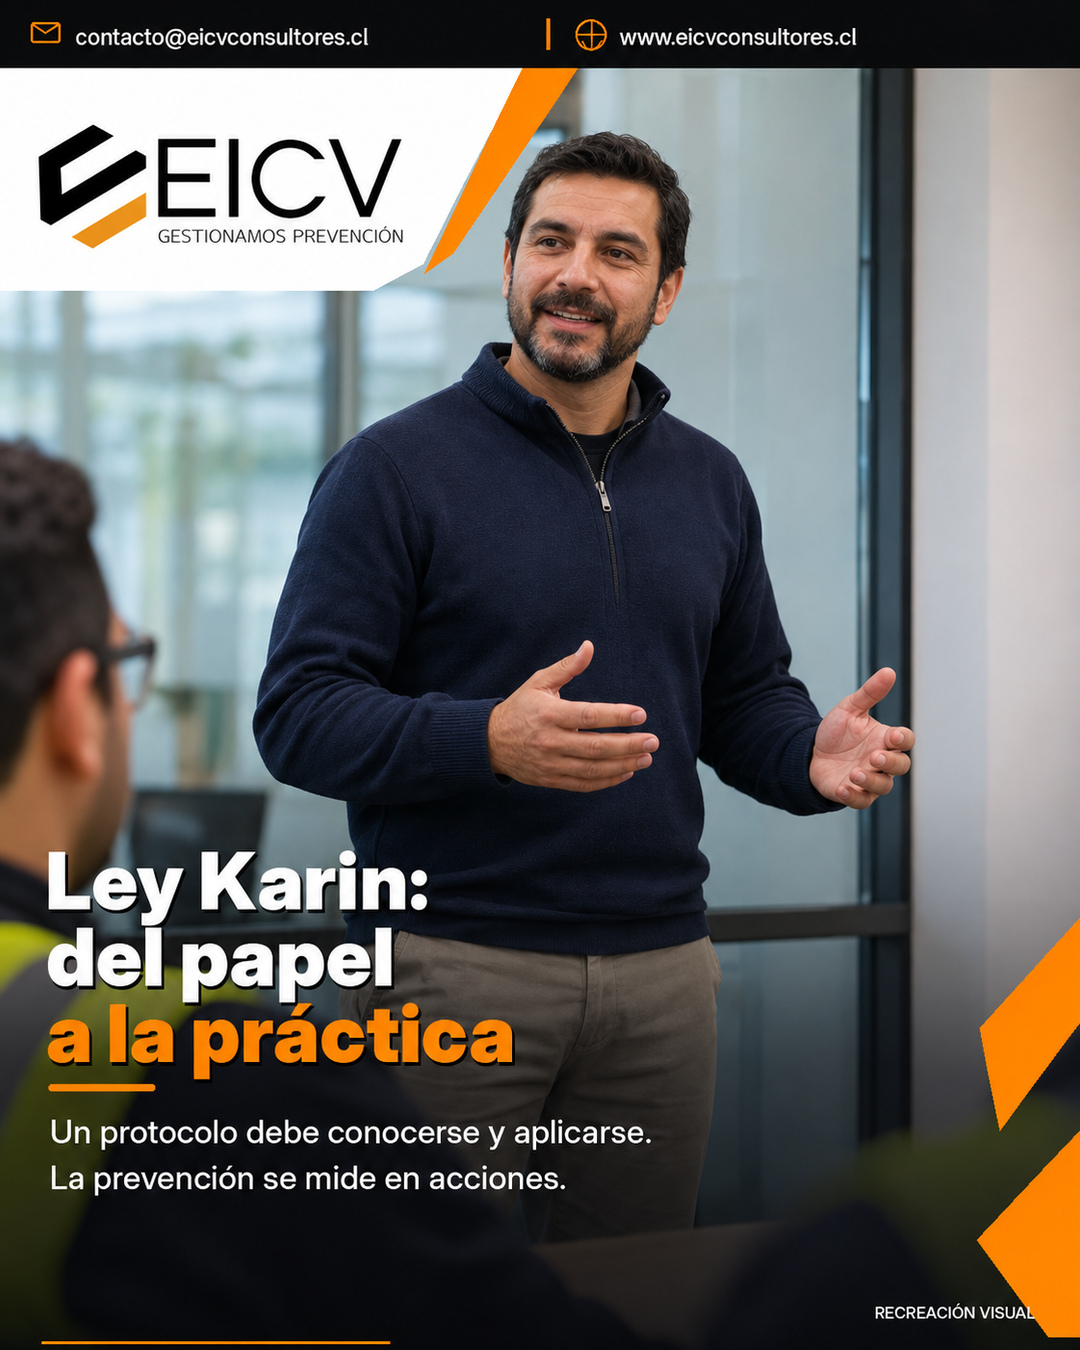 contacto@eicvconsultores.cl
www.eicvconsultores.cl
EICV
GESTIONAMOS PREVENCIÓN
Ley Karin:
del papel
a la práctica
Un protocolo debe conocerse y aplicarse.
La prevención se mide en acciones.
RECREACIÓN VISUAL